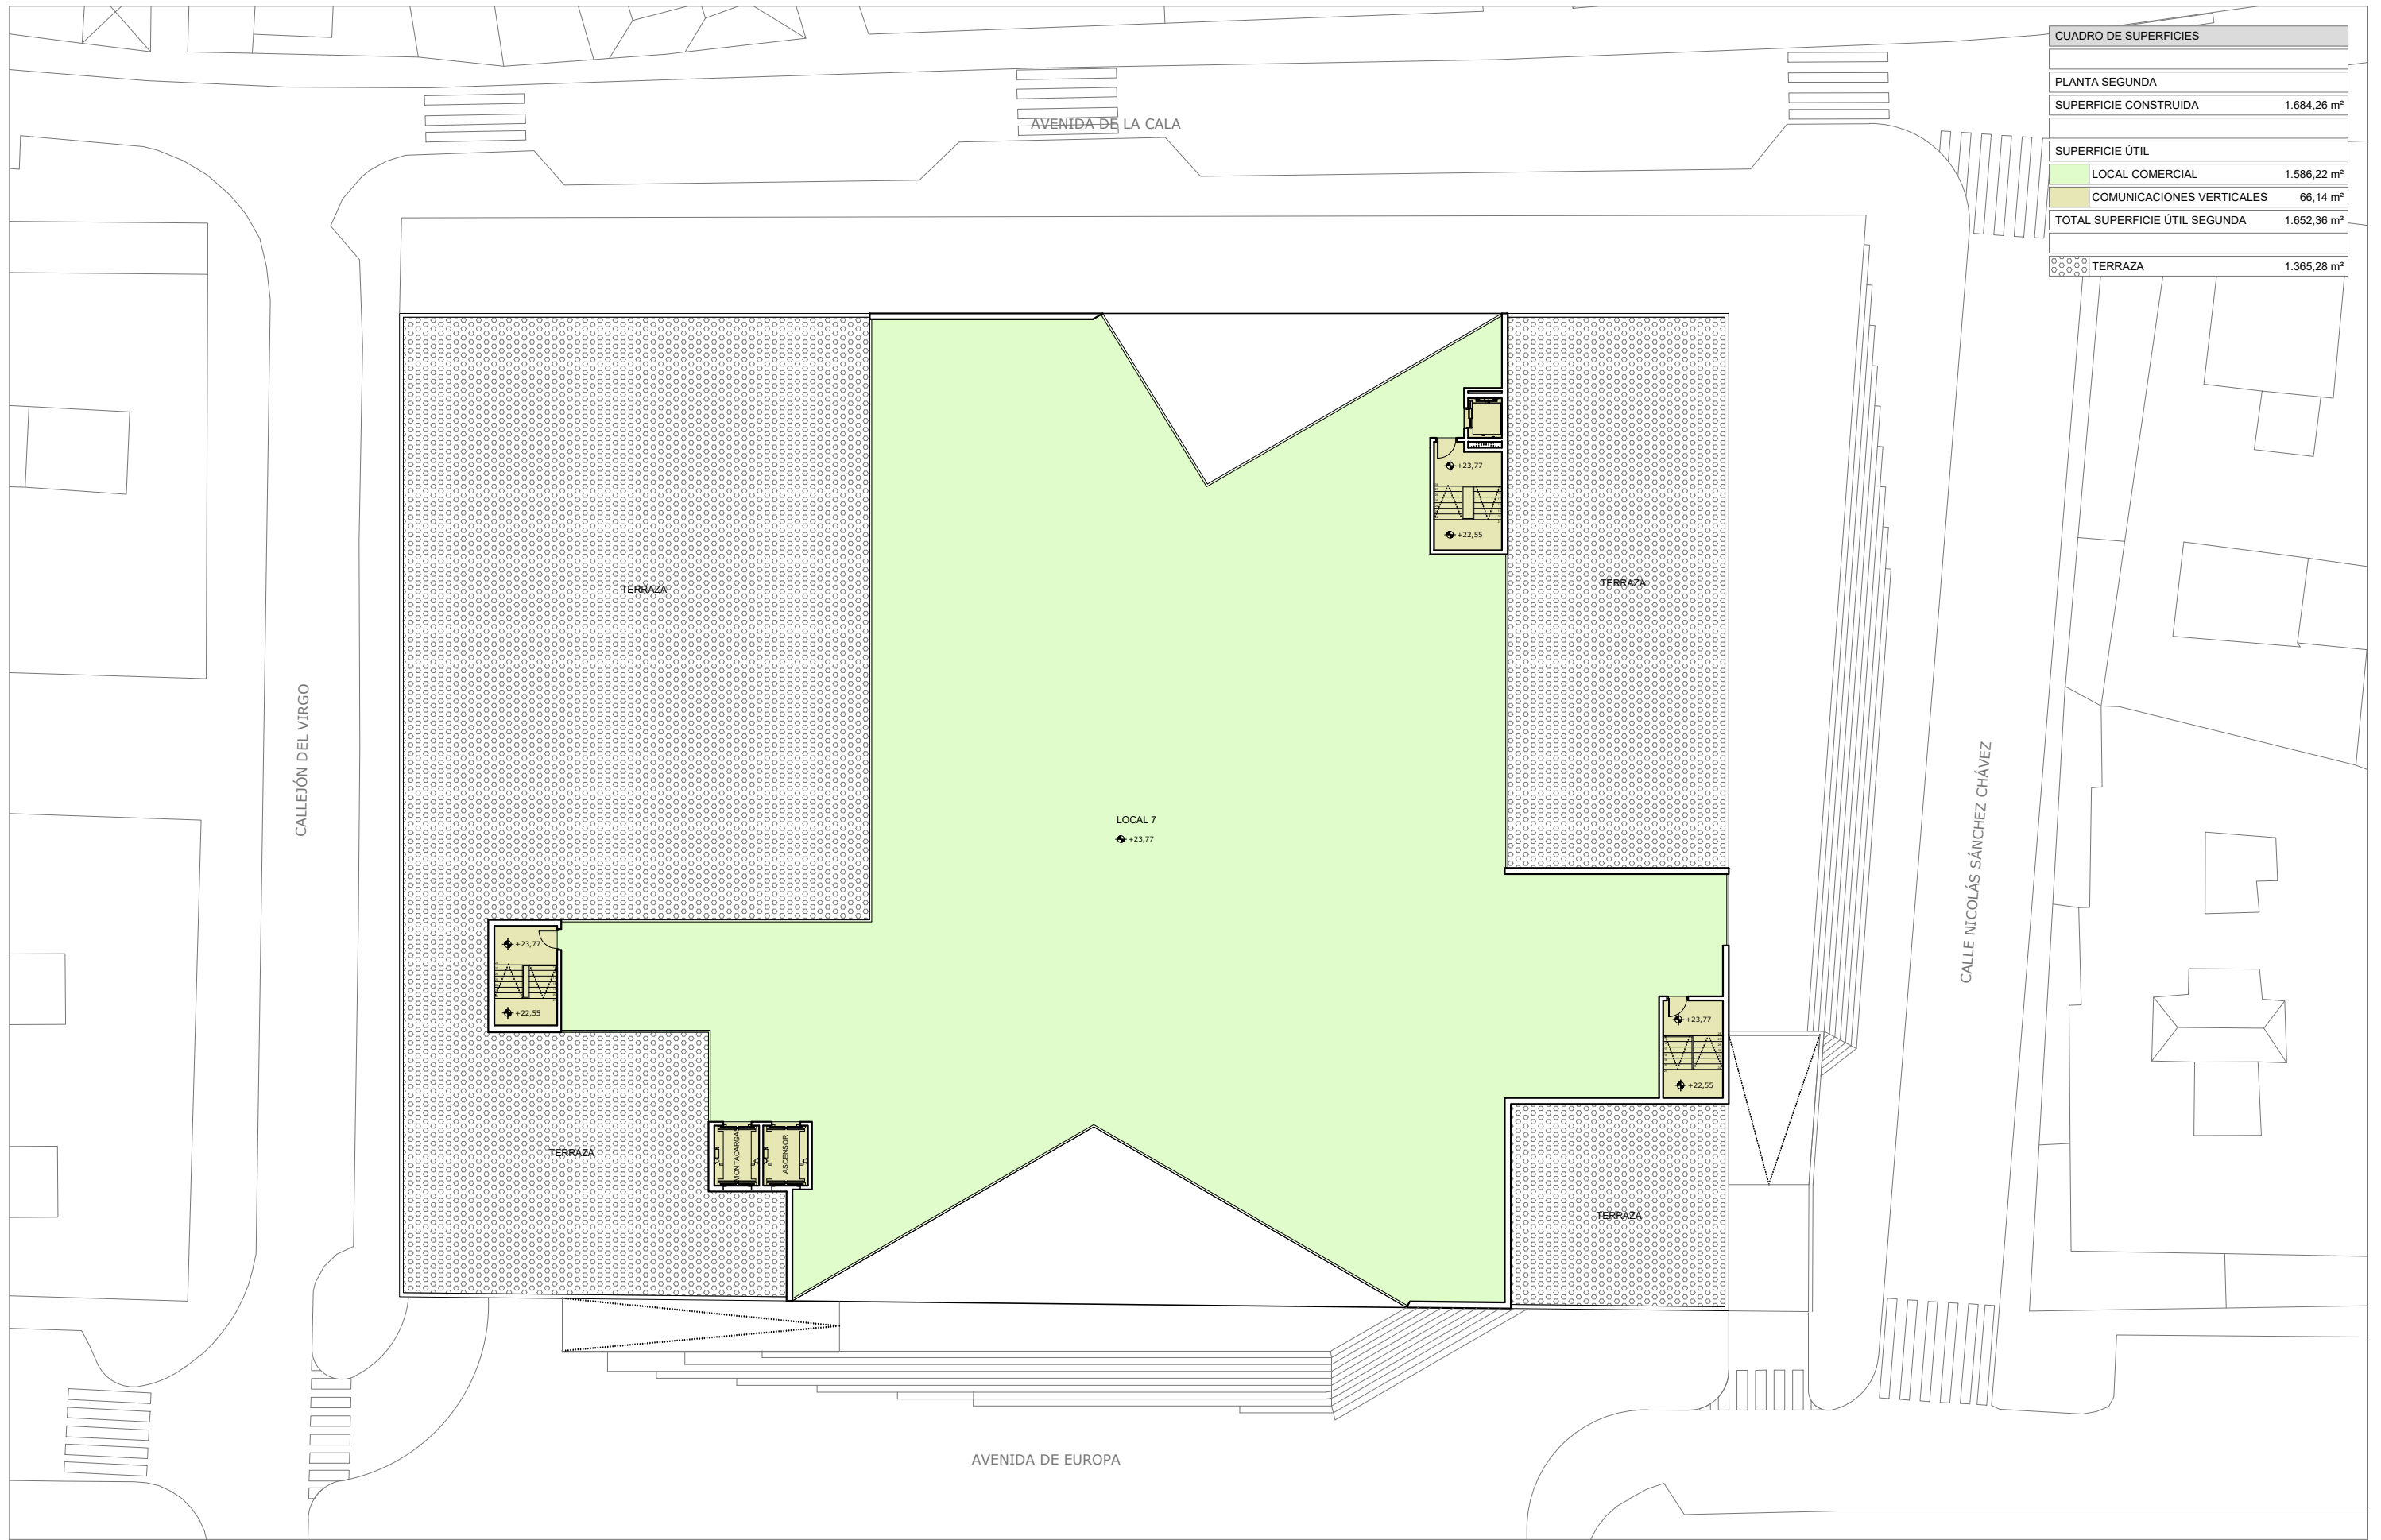 CUADRO DE SUPERFICIES
PLANTA SEGUNDA
SUPERFICIE CONSTRUIDA 1.684,26 m²
SUPERFICIE ÚTIL
LOCAL COMERCIAL 1.586,22 m²
COMUNICACIONES VERTICALES 66,14 m²
TOTAL SUPERFICIE ÚTIL SEGUNDA 1.652,36 m²
TERRAZA 1.365,28 m²
AVENIDA DE LA CALA
+23,77
+22,55
TERRAZA
TERRAZA
CALLEJÓN DEL VIRGO
LOCAL 7
+23,77
CALLE NICOLÁS SÁNCHEZ CHÁVEZ
+23,77
+22,55
+23,77
+22,55
TERRAZA
MONTACARGAS
ASCENSOR
TERRAZA
AVENIDA DE EUROPA